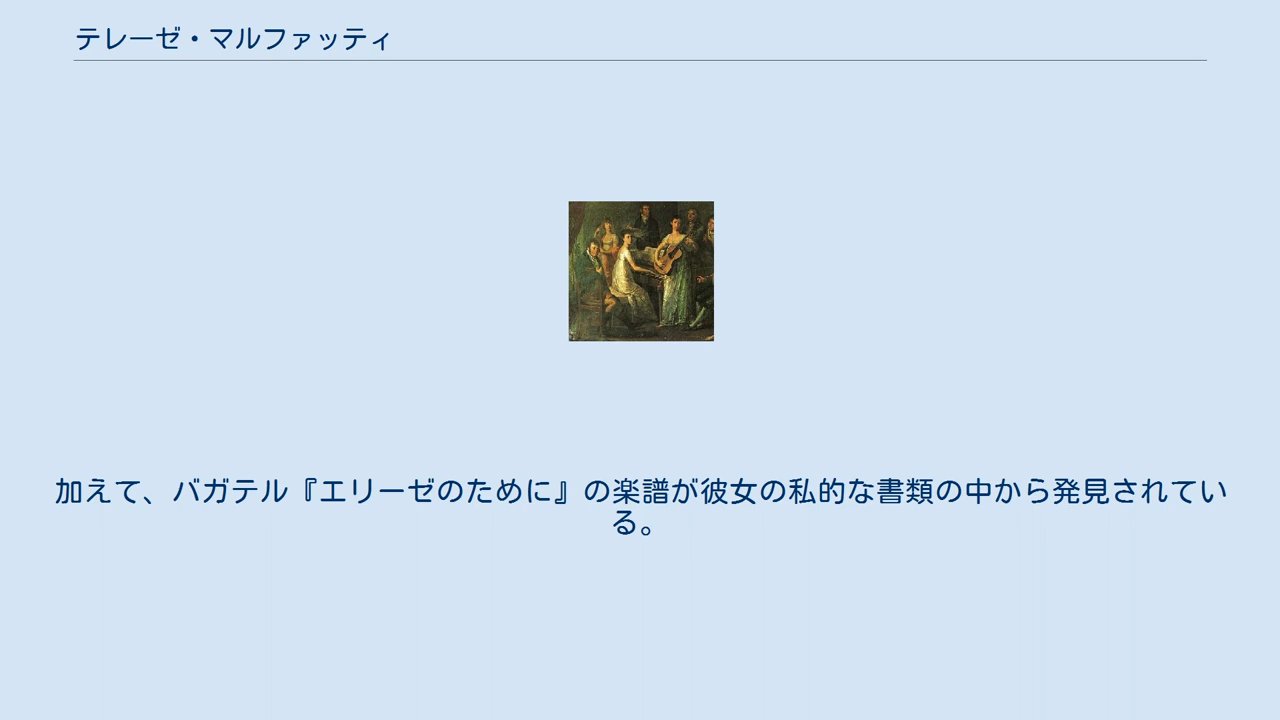 テレーゼ・マルファッティ
加えて、バガテル『エリーゼのために』の楽譜が彼女の私的な書類の中から発見されてい
る。